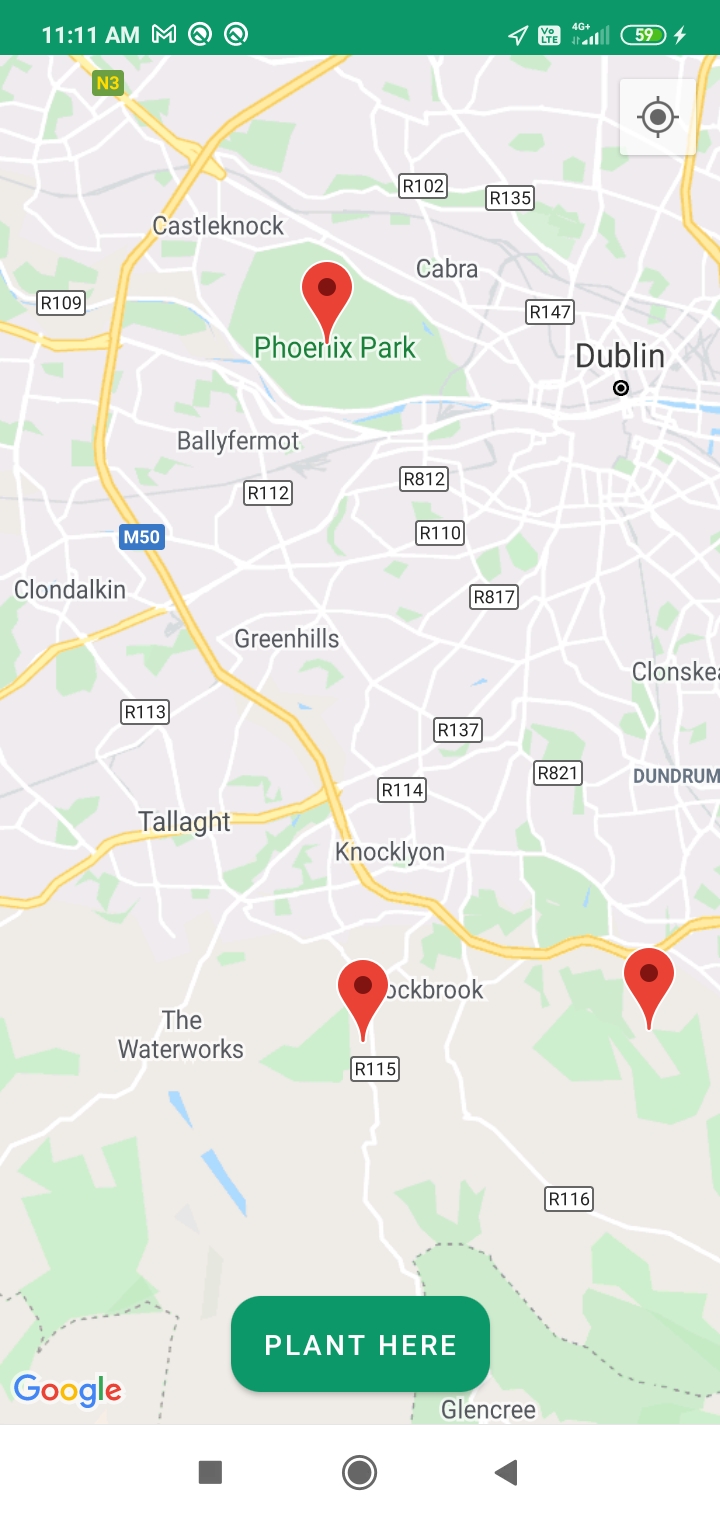 11:11 AM
Vo LTE
4G+
59
N3
R102
R135
Castleknock
Cabra
R109
R147
Phoenix Park
Dublin
Ballyfermot
R812
R112
R110
M50
Clondalkin
R817
Greenhills
Clonskea
R113
R137
R821
DUNDRUM
R114
Tallaght
Knocklyon
ockbrook
The
Waterworks
R115
R116
PLANT HERE
Google
Glencree